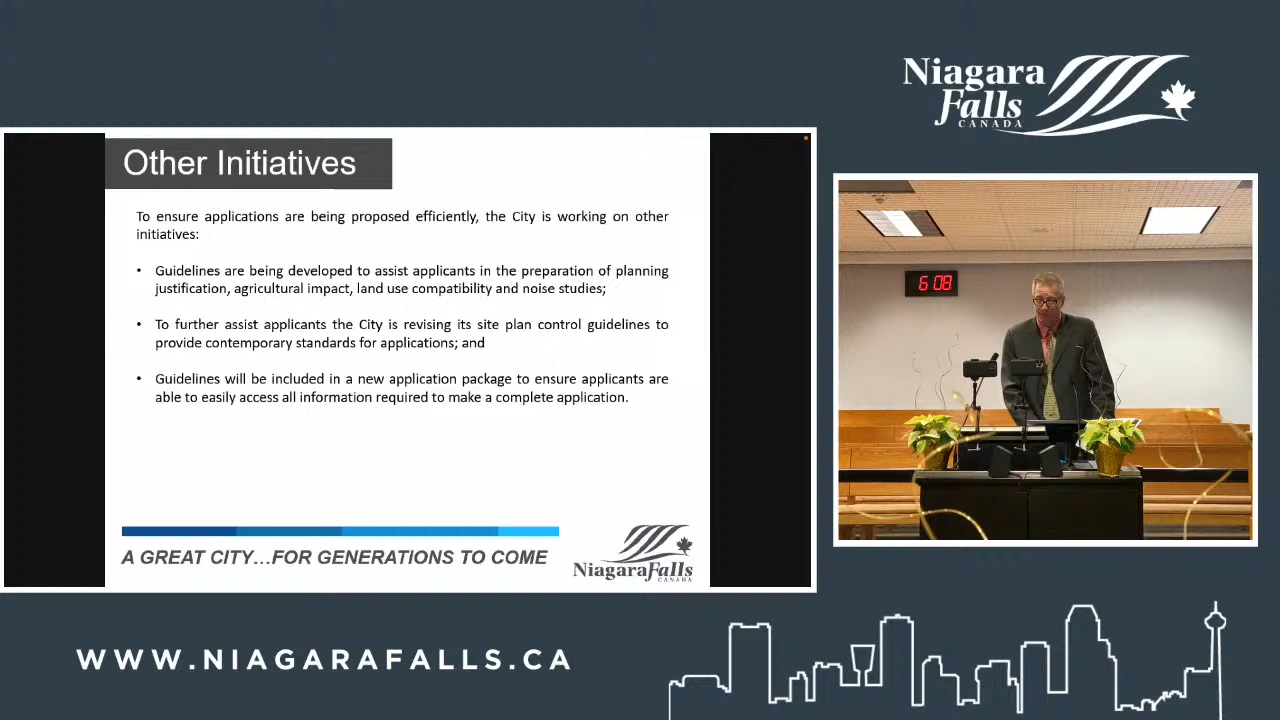 Niagara
Falls
CANADA
Other Initiatives
To ensure applications are being proposed efficiently, the City is working on other
initiatives:
• Guidelines are being developed to assist applicants in the preparation of planning
justification, agricultural impact, land use compatibility and noise studies;
• To further assist applicants the City is revising its site plan control guidelines to
provide contemporary standards for applications; and
• Guidelines will be included in a new application package to ensure applicants are
able to easily access all information required to make a complete application.
6 08
A GREAT CITY...FOR GENERATIONS TO COME
NiagaraFalls
CANADA
WWW.NIAGARAFALLS.CA